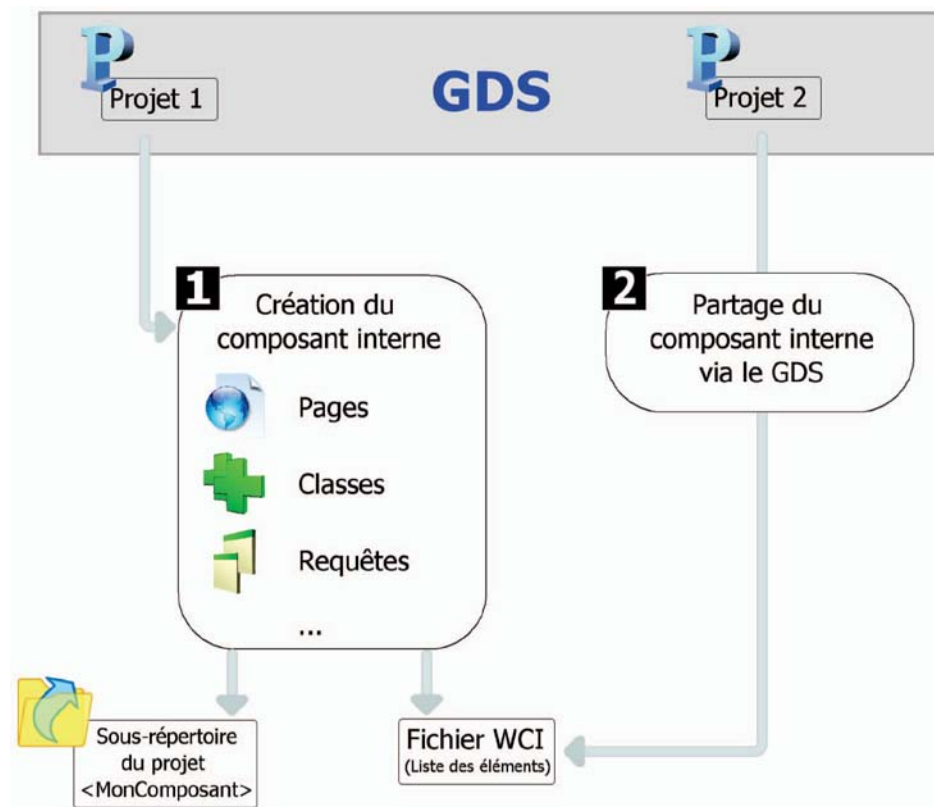 Projet 1
GDS
Projet 2
1
Création du
composant interne
Pages
Classes
Requêtes
...
2
Partage du
composant interne
via le GDS
Sous-répertoire
du projet
<MonComposant>
Fichier WCI
(Liste des éléments)